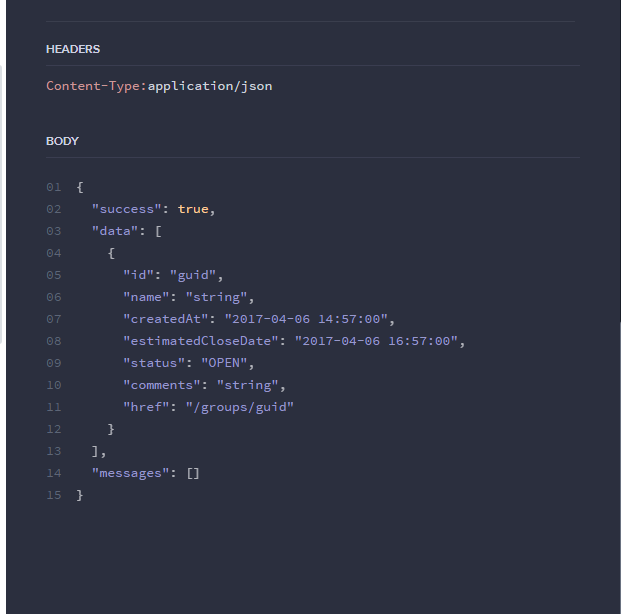 HEADERS
Content-Type:application/json
BODY
01 {
02   "success": true,
03   "data": [
04     {
05       "id": "guid",
06       "name": "string",
07       "createdAt": "2017-04-06 14:57:00",
08       "estimatedCloseDate": "2017-04-06 16:57:00",
09       "status": "OPEN",
10       "comments": "string",
11       "href": "/groups/guid"
12     }
13   ],
14   "messages": []
15 }